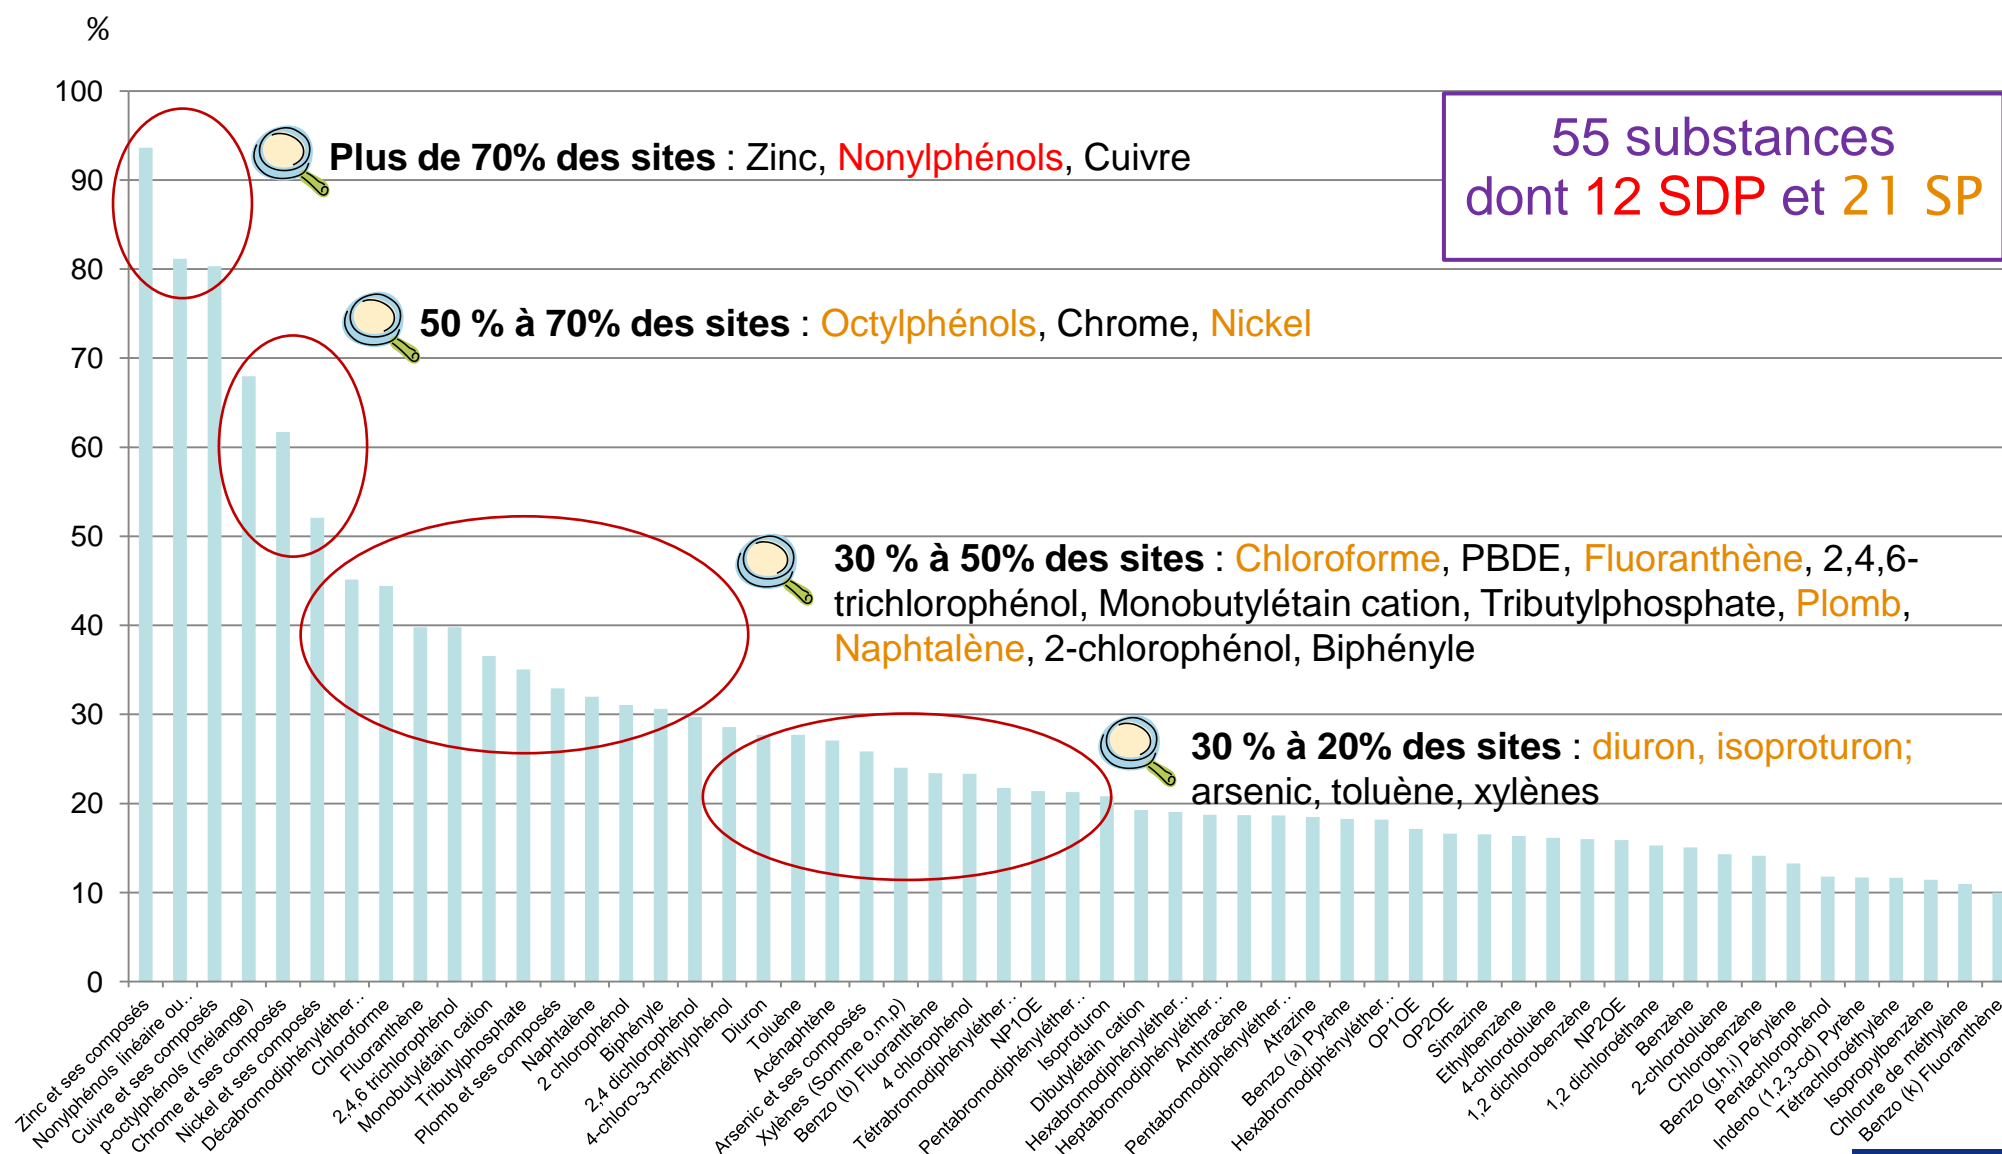 %
100
90
80
70
60
50
40
30
20
10
0
Plus de 70% des sites : Zinc, Nonylphénols, Cuivre
55 substances
dont 12 SDP et 21 SP
50 % à 70% des sites : Octylphénols, Chrome, Nickel
30 % à 50% des sites : Chloroforme, PBDE, Fluoranthène, 2,4,6-
trichlorophénol, Monobutylétain cation, Tributylphosphate, Plomb,
Naphtalène, 2-chlorophénol, Biphényle
30 % à 20% des sites : diuron, isoproturon;
arsenic, toluène, xylènes
Zinc et ses composés
Nonylphénols linéaire ou..
Cuivre et ses composés
p-octylphénols (mélange)
Chrome et ses composés
Nickel et ses composés
Décabromodiphényléther..
Chloroforme
Fluoranthène
2,4,6 trichlorophénol
Monobutylétain cation
Tributylphosphate
Plomb et ses composés
Naphtalène
2 chlorophénol
Biphényle
2,4 dichlorophénol
4-chloro-3-méthylphénol
Diuron
Toluène
Acénaphtène
Arsenic et ses composés
Xylènes (Somme o,m,p)
Benzo (b) Fluoranthène
4 chlorophénol
Tétrabromodiphényléther..
NP1OE
Pentabromodiphényléther..
Isoproturon
Dibutylétain cation
Hexabromodiphényléther..
Heptabromodiphényléther..
Anthracène
Pentabromodiphényléther..
Atrazine
Benzo (a) Pyrène
Hexabromodiphényléther..
OP1OE
OP2OE
Simazine
Ethylbenzène
4-chlorotoluène
1,2 dichlorobenzène
NP2OE
1,2 dichloroéthane
Benzène
2-chlorotoluène
Chlorobenzène
Benzo (g,h,i) Pérylène
Pentachlorophénol
Indeno (1,2,3-cd) Pyrène
Tétrachloroéthylène
Isopropylbenzène
Chlorure de méthylène
Benzo (k) Fluoranthène